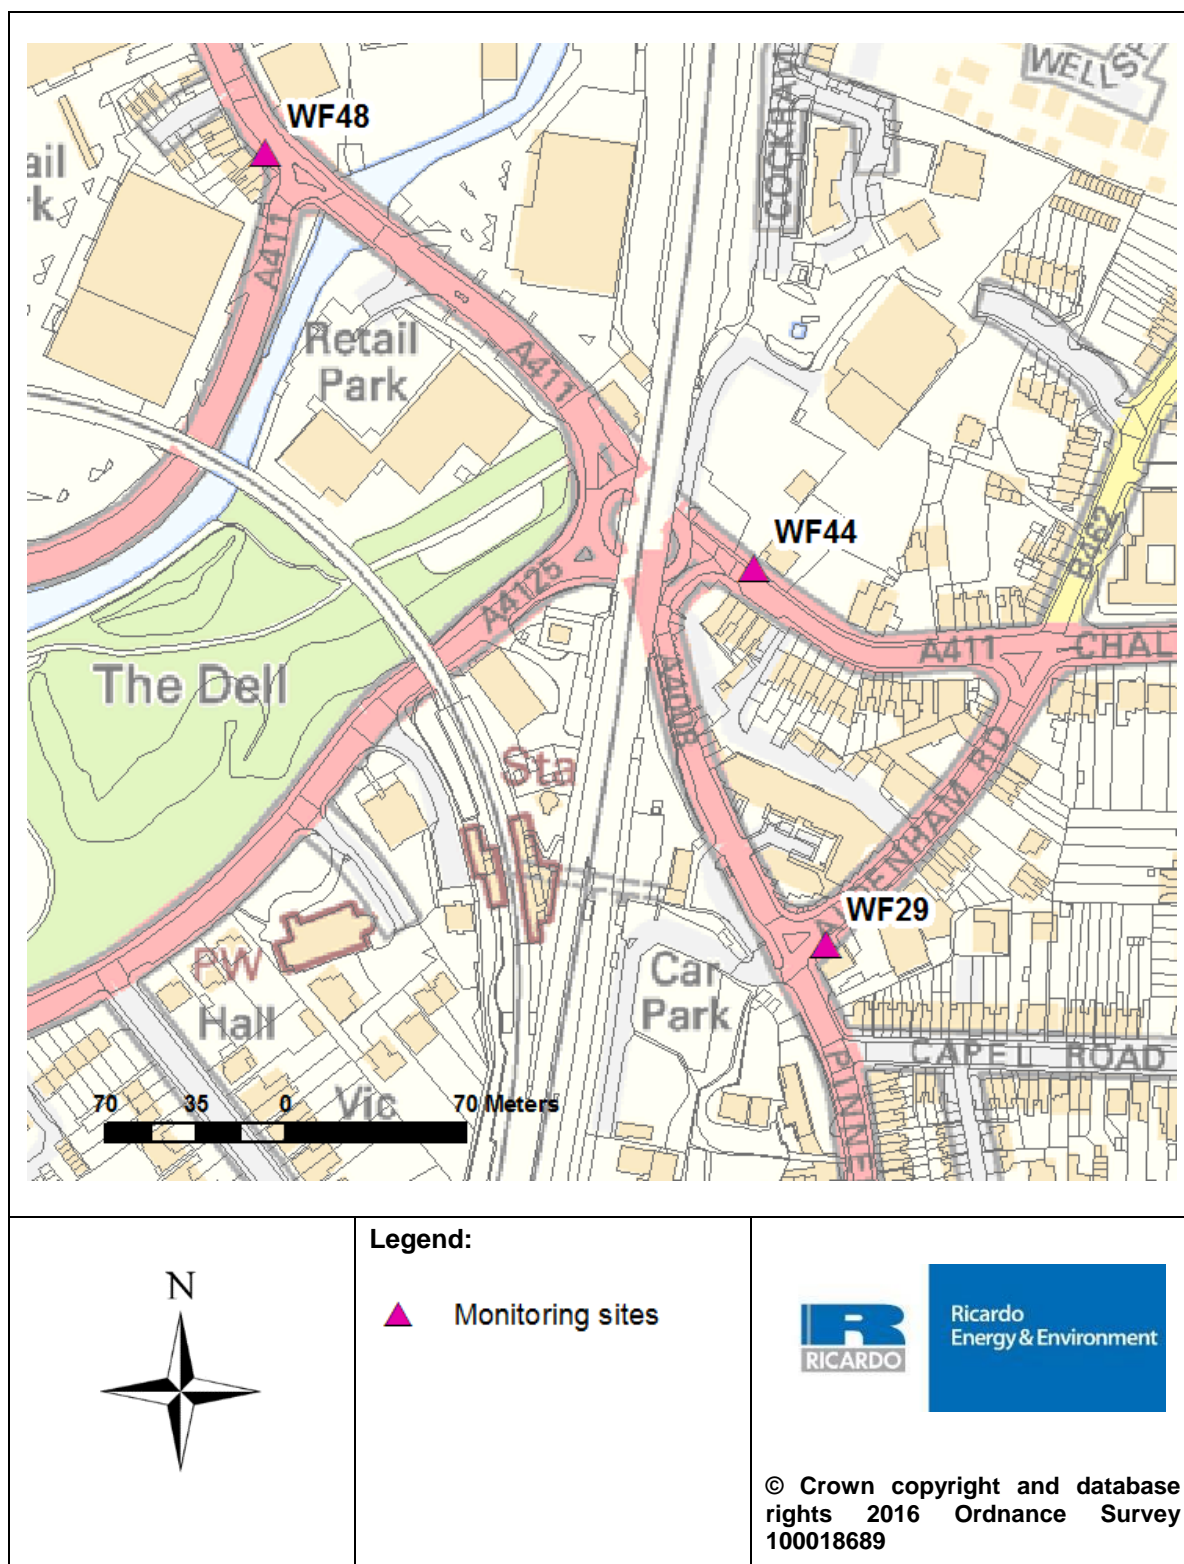 WELLSP
WF48
COCKHA
ail
k
A411
Retail
Park
A411
WF44
B462
A4125
A411
CHAL
The Dell
A4008
Sta
ENHAM RD
WF29
PW
Hall
Car
Park
CAPEL ROAD
Vic
PINNE
70 35 0 70 Meters
N
Legend:
Monitoring sites
R
RICARDO
Ricardo
Energy & Environment
© Crown copyright and database
rights 2016 Ordnance Survey
100018689